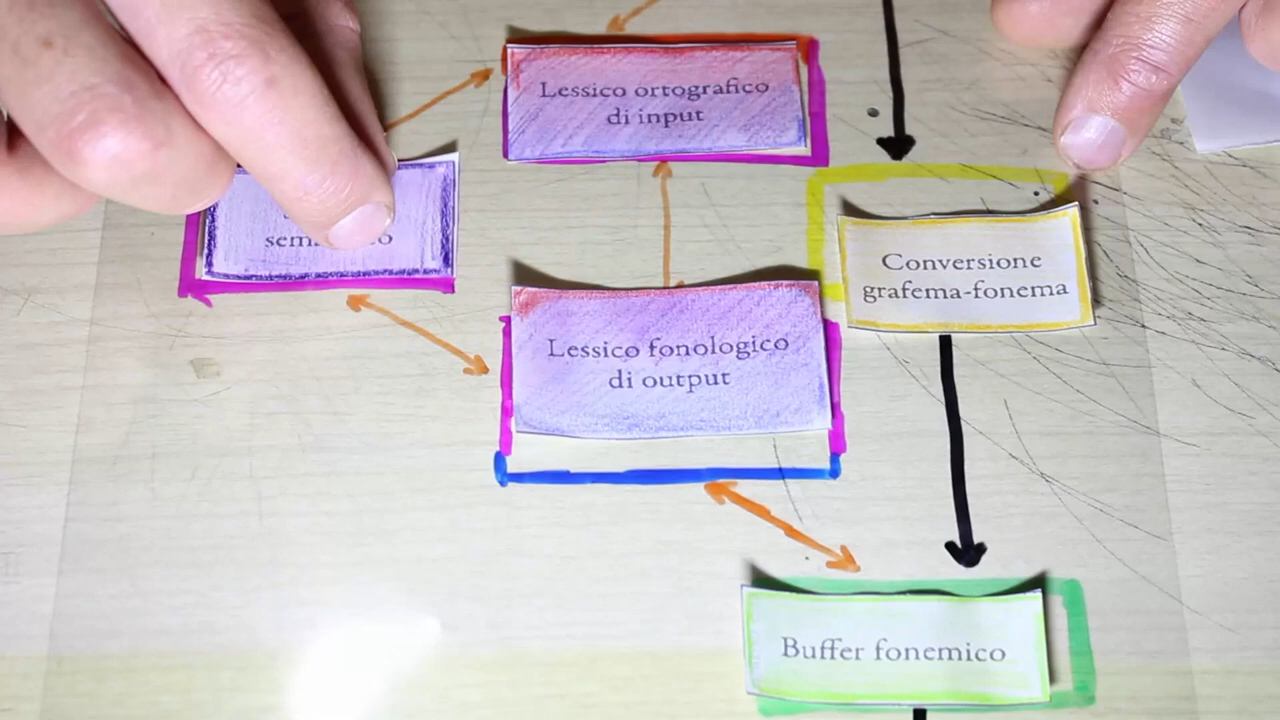 Lessico ortografico
di input
Conversione
grafema-fonema
Lessico fonologico
di output
Buffer fonemico